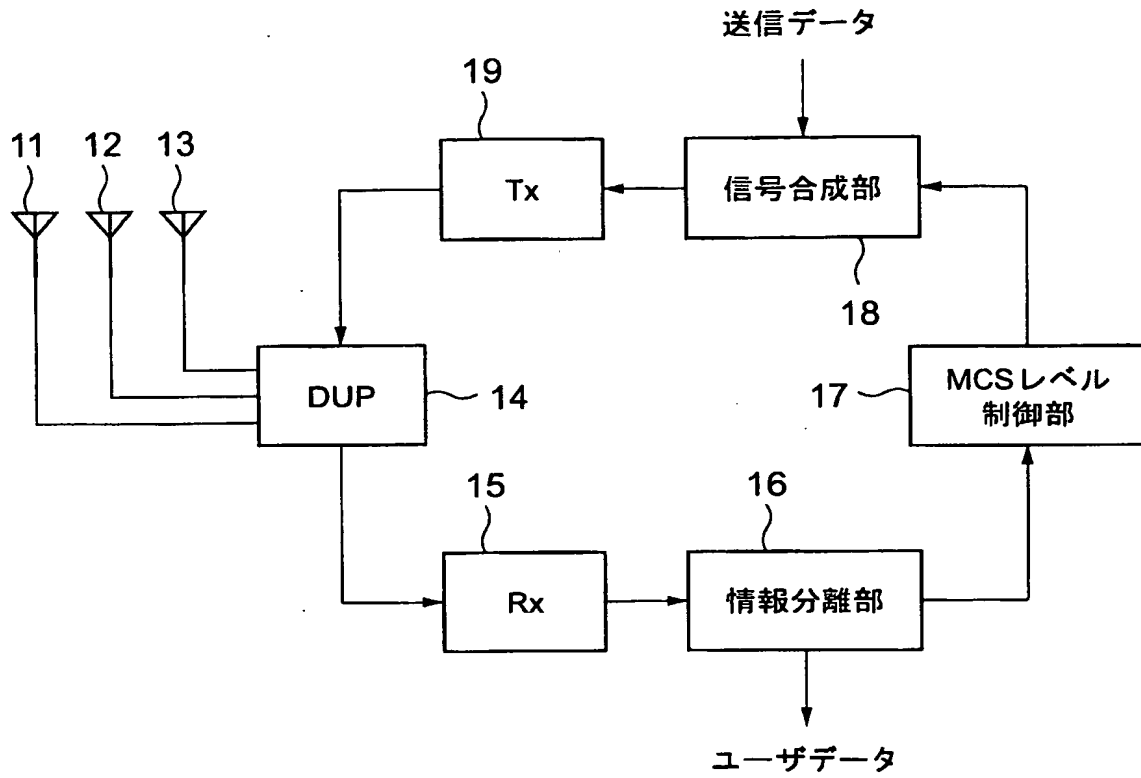 送信データ
19
11
12
13
Tx
信号合成部
18
DUP
14
17
MCSレベル
制御部
15
16
Rx
情報分離部
ユーザデータ